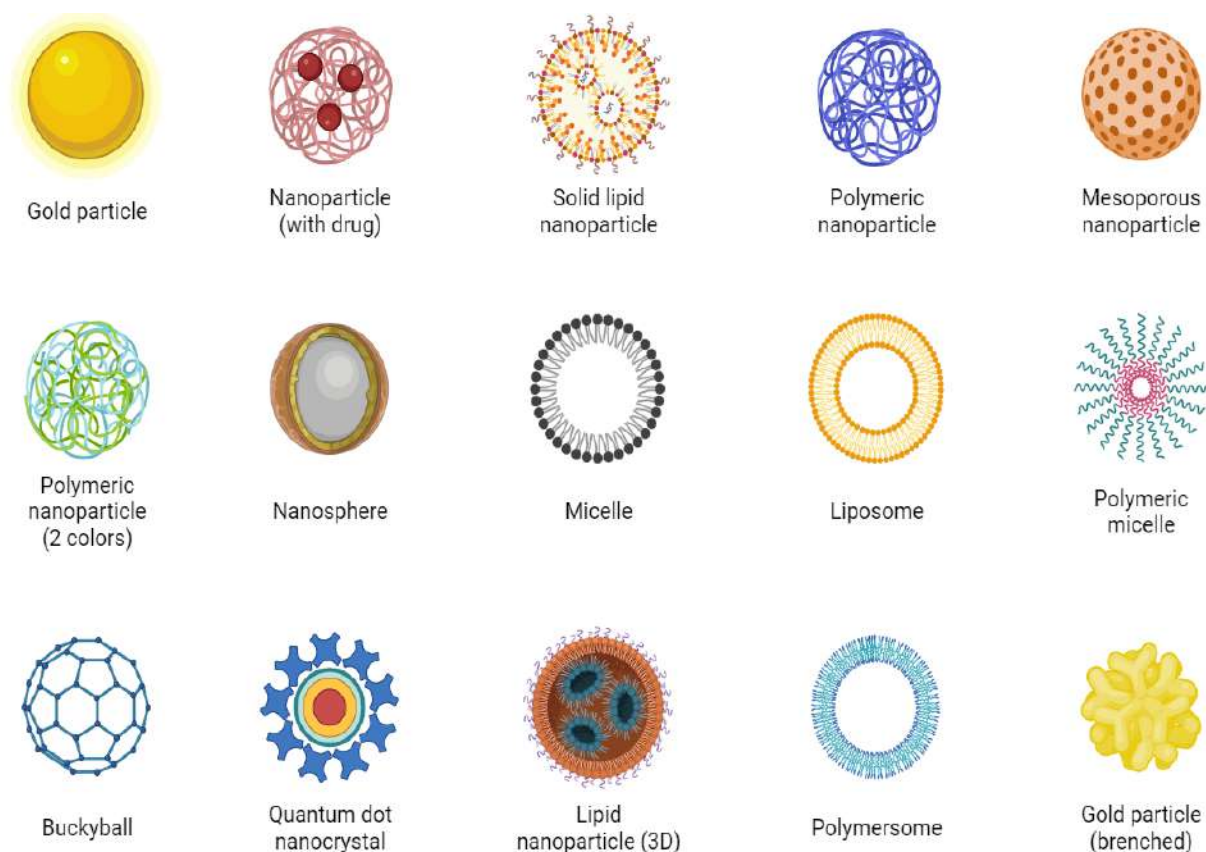 Gold particle
Nanoparticle
(with drug)
Solid lipid
nanoparticle
Polymeric
nanoparticle
Mesoporous
nanoparticle
Polymeric
nanoparticle
(2 colors)
Nanosphere
Micelle
Liposome
Polymeric
micelle
Buckyball
Quantum dot
nanocrystal
Lipid
nanoparticle (3D)
Polymersome
Gold particle
(brenched)